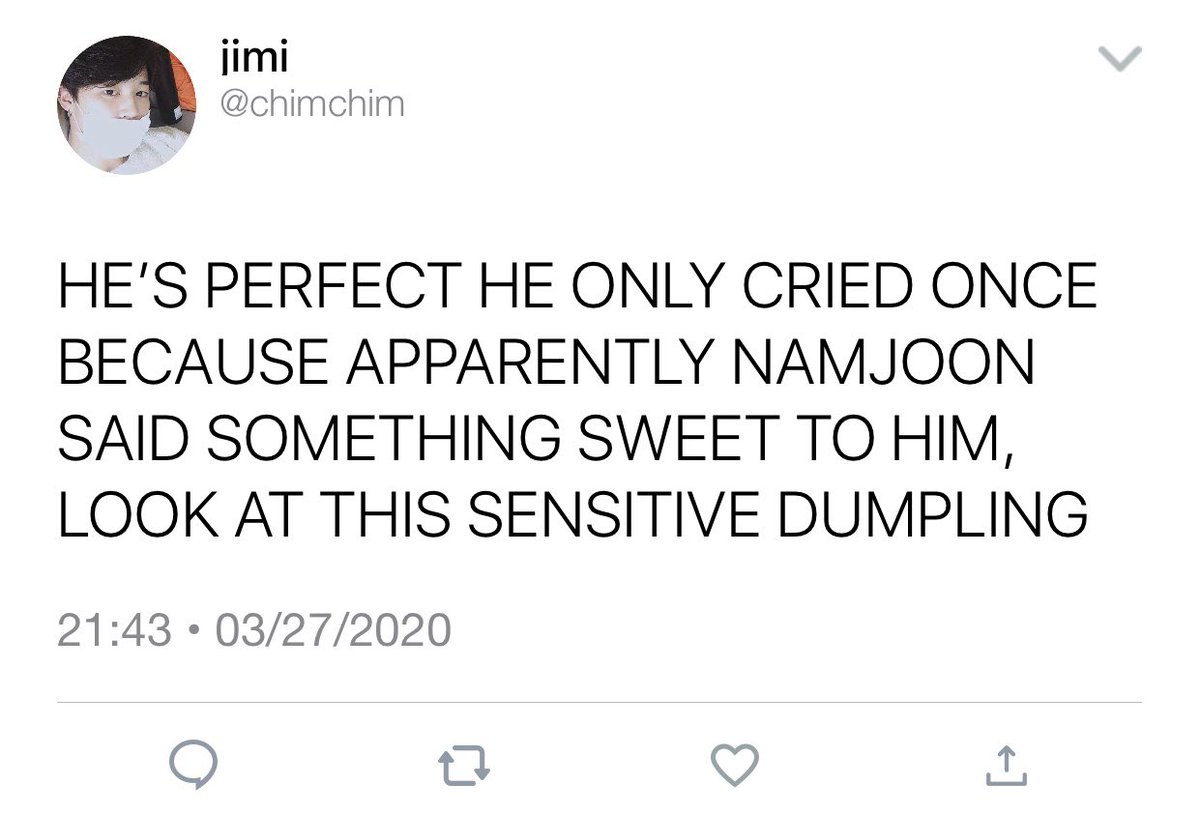 jimi
@chimchim
HE’S PERFECT HE ONLY CRIED ONCE
BECAUSE APPARENTLY NAMJOON
SAID SOMETHING SWEET TO HIM,
LOOK AT THIS SENSITIVE DUMPLING
21:43 • 03/27/2020